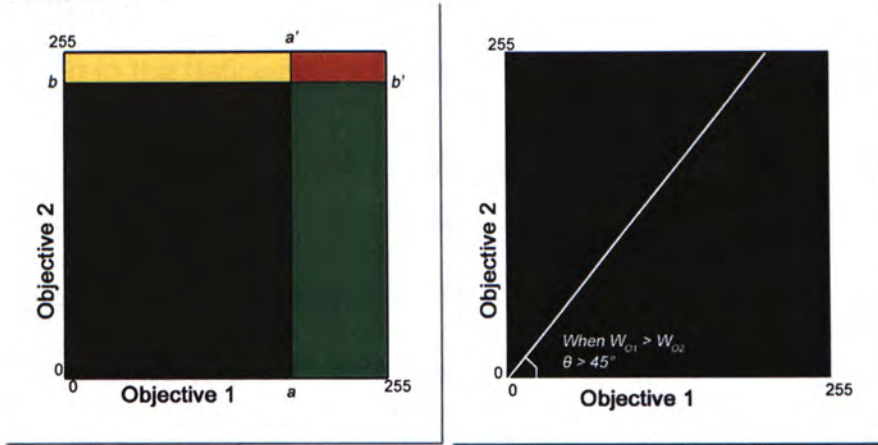 255
a'
b
b'
Objective 2
0
0
Objective 1
a
255
255
Objective 2
When W_O1 > W_O2
θ > 45°
0
0
Objective 1
255